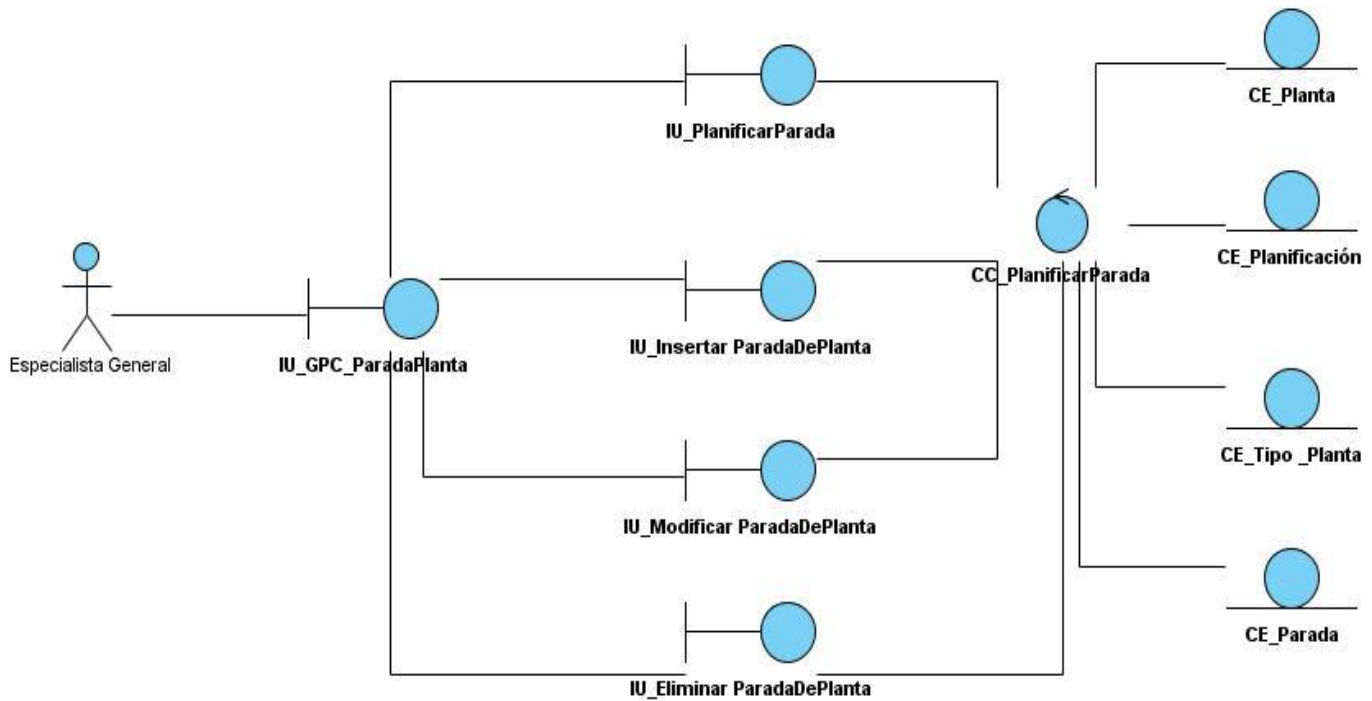 CE_Planta
IU_PlanificarParada
CE_Planificación
CC_PlanificarParada
IU_Insertar ParadaDePlanta
Especialista General
IU_GPC_ParadaPlanta
CE_Tipo _Planta
IU_Modificar ParadaDePlanta
CE_Parada
IU_Eliminar ParadaDePlanta